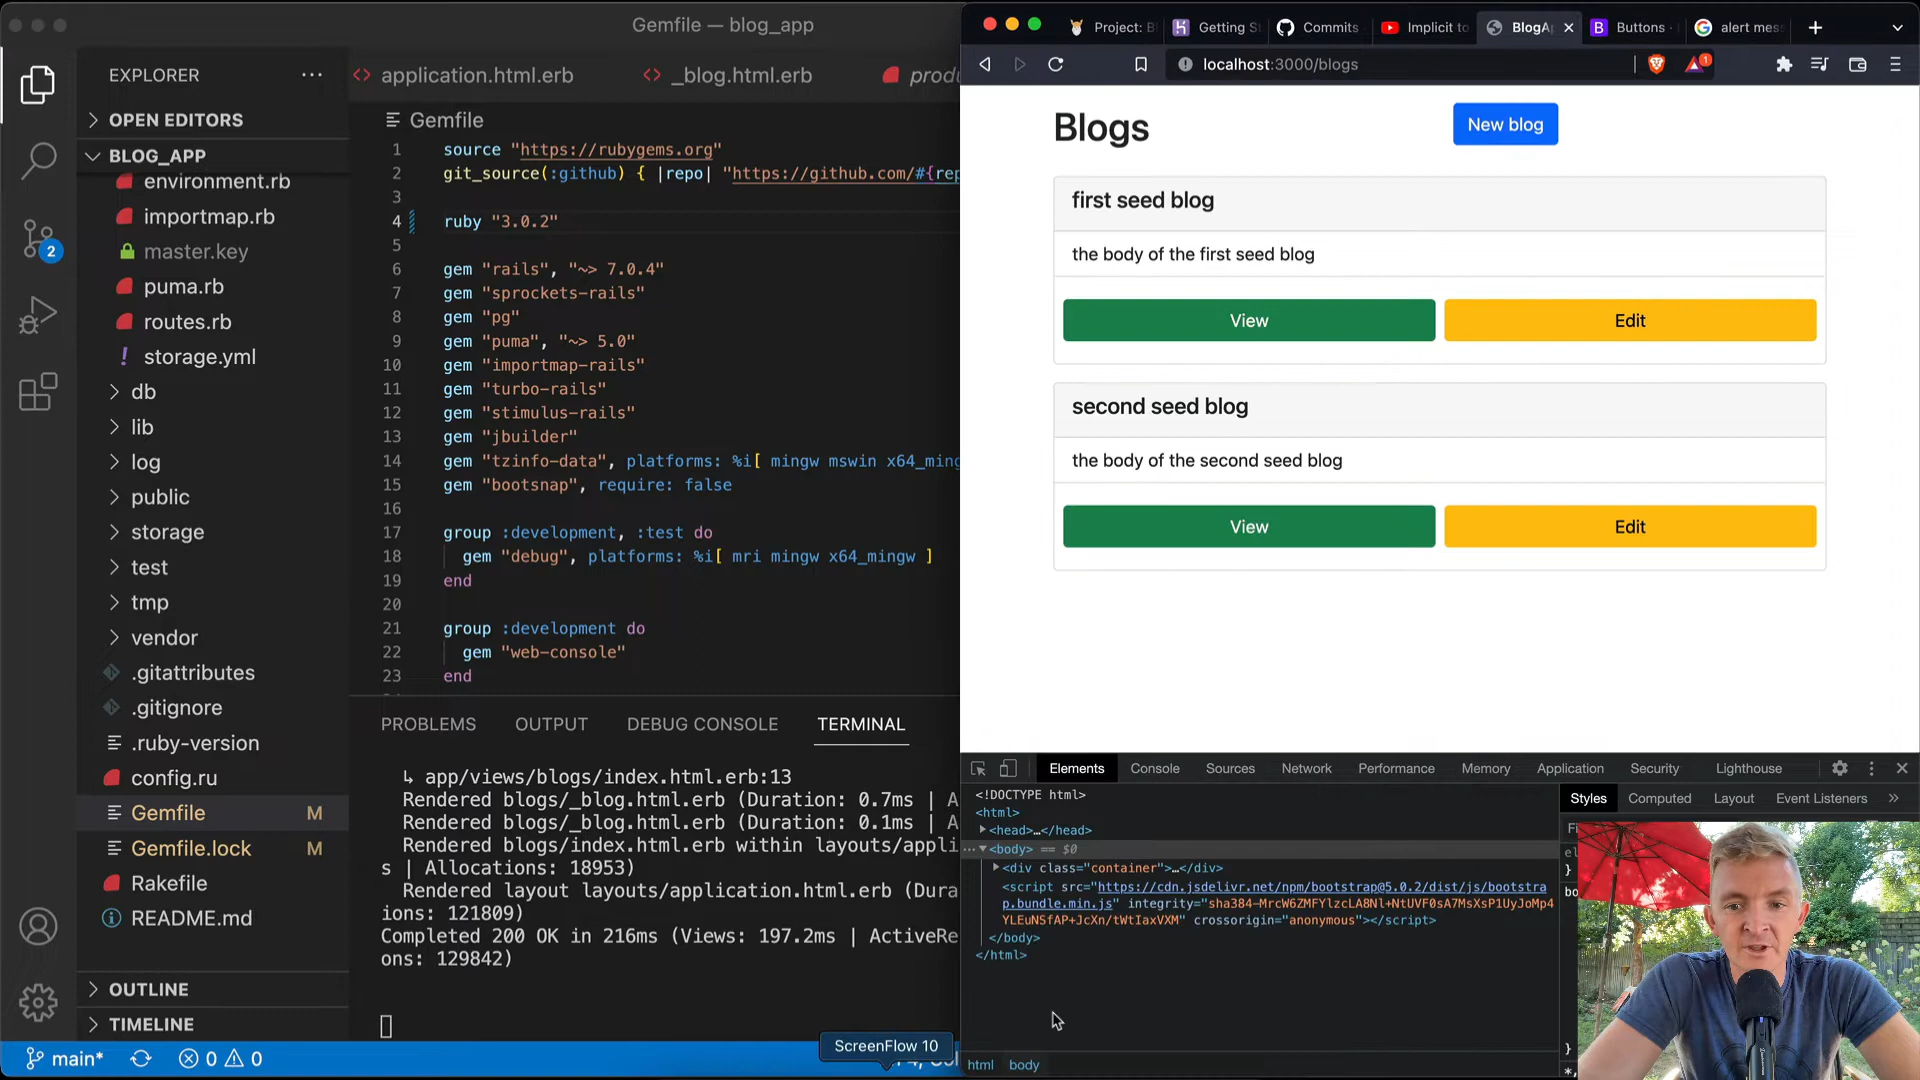 Gemfile — blog_app
EXPLORER
OPEN EDITORS
BLOG_APP
environment.rb
importmap.rb
master.key
puma.rb
routes.rb
storage.yml
db
lib
log
public
storage
test
tmp
vendor
.gitattributes
.gitignore
.ruby-version
config.ru
Gemfile M
Gemfile.lock M
Rakefile
README.md
OUTLINE
TIMELINE
2
main* 0 0
application.html.erb _blog.html.erb produ
Gemfile
1 source "https://rubygems.org"
2 git_source(:github) { |repo| "https://github.com/#{rep
3
4 ruby "3.0.2"
5
6 gem "rails", "~> 7.0.4"
7 gem "sprockets-rails"
8 gem "pg"
9 gem "puma", "~> 5.0"
10 gem "importmap-rails"
11 gem "turbo-rails"
12 gem "stimulus-rails"
13 gem "jbuilder"
14 gem "tzinfo-data", platforms: %i[ mingw mswin x64_ming
15 gem "bootsnap", require: false
16
17 group :development, :test do
18 gem "debug", platforms: %i[ mri mingw x64_mingw ]
19 end
20
21 group :development do
22 gem "web-console"
23 end
PROBLEMS OUTPUT DEBUG CONSOLE TERMINAL
↳ app/views/blogs/index.html.erb:13
Rendered blogs/_blog.html.erb (Duration: 0.7ms | A
Rendered blogs/_blog.html.erb (Duration: 0.1ms | A
Rendered blogs/index.html.erb within layouts/appli
s | Allocations: 18953)
Rendered layout layouts/application.html.erb (Dura
ions: 121809)
Completed 200 OK in 216ms (Views: 197.2ms | ActiveRe
ons: 129842)
ScreenFlow 10
Project: B Getting S Commits Implicit to BlogA Buttons · alert mes
localhost:3000/blogs
1
Blogs
New blog
first seed blog
the body of the first seed blog
View Edit
second seed blog
the body of the second seed blog
View Edit
Elements Console Sources Network Performance Memory Application Security Lighthouse
<!DOCTYPE html>
<html>
<head>…</head>
<body> == $0
<div class="container">…</div>
<script src="https://cdn.jsdelivr.net/npm/bootstrap@5.0.2/dist/js/bootstra
p.bundle.min.js" integrity="sha384-MrcW6ZMFYlzcLA8Nl+NtUVF0sA7MsXsP1UyJoMp4
YLEuNSfAP+JcXn/tWtIaxVXM" crossorigin="anonymous"></script>
</body>
</html>
html body
Styles Computed Layout Event Listeners